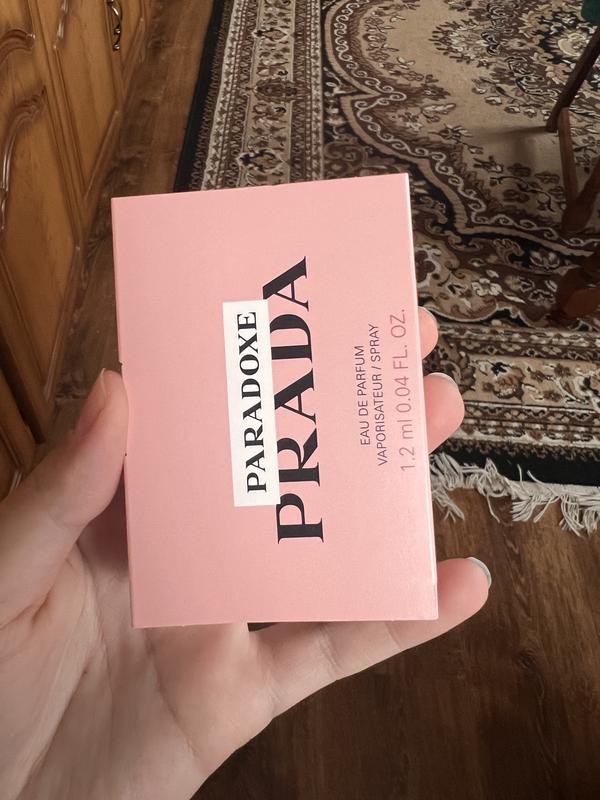 PARADOXE
PRADA
EAU DE PARFUM
VAPORISATEUR / SPRAY
1.2 ml 0.04 FL. OZ.